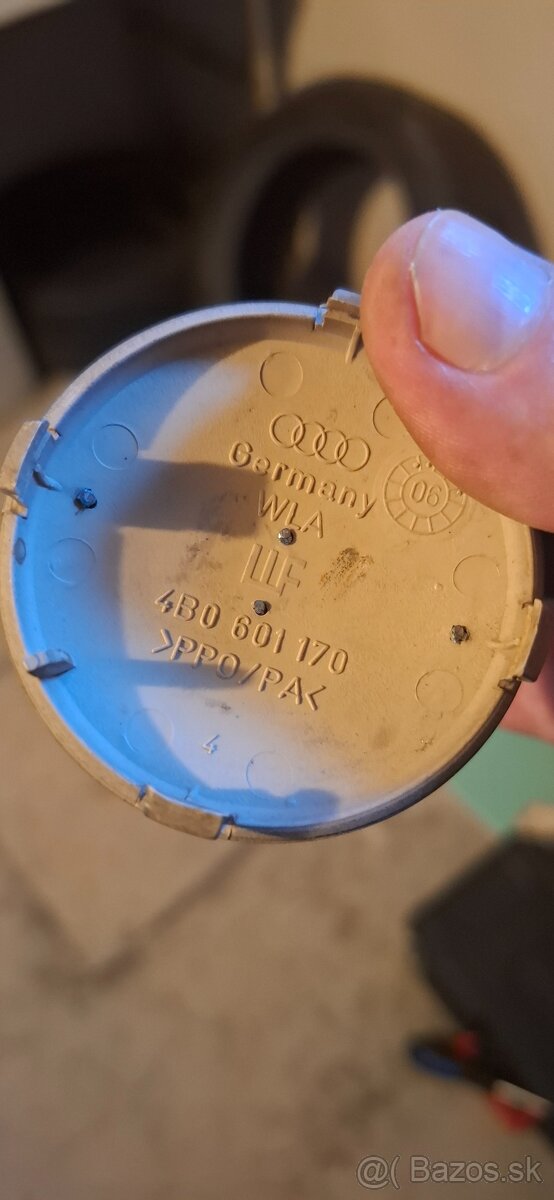 Germany
06
WLA
4B0 601 170
>PPO/PA<
4
@( Bazos.sk